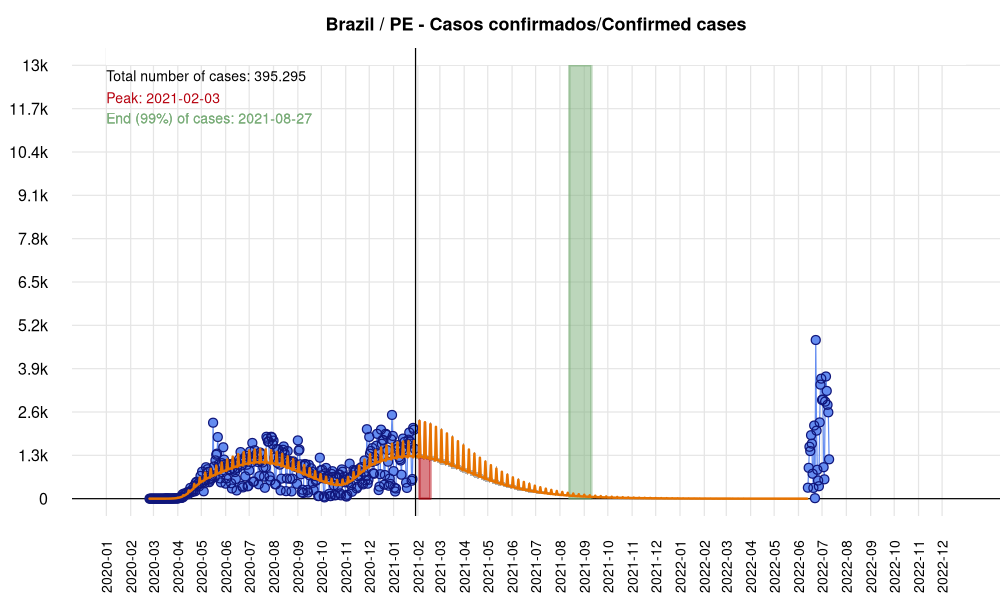 Brazil / PE - Casos confirmados/Confirmed cases
Total number of cases: 395.295
Peak: 2021-02-03
End (99%) of cases: 2021-08-27
13k
11.7k
10.4k
9.1k
7.8k
6.5k
5.2k
3.9k
2.6k
1.3k
0
2020-01
2020-02
2020-03
2020-04
2020-05
2020-06
2020-07
2020-08
2020-09
2020-10
2020-11
2020-12
2021-01
2021-02
2021-03
2021-04
2021-05
2021-06
2021-07
2021-08
2021-09
2021-10
2021-11
2021-12
2022-01
2022-02
2022-03
2022-04
2022-05
2022-06
2022-07
2022-08
2022-09
2022-10
2022-11
2022-12